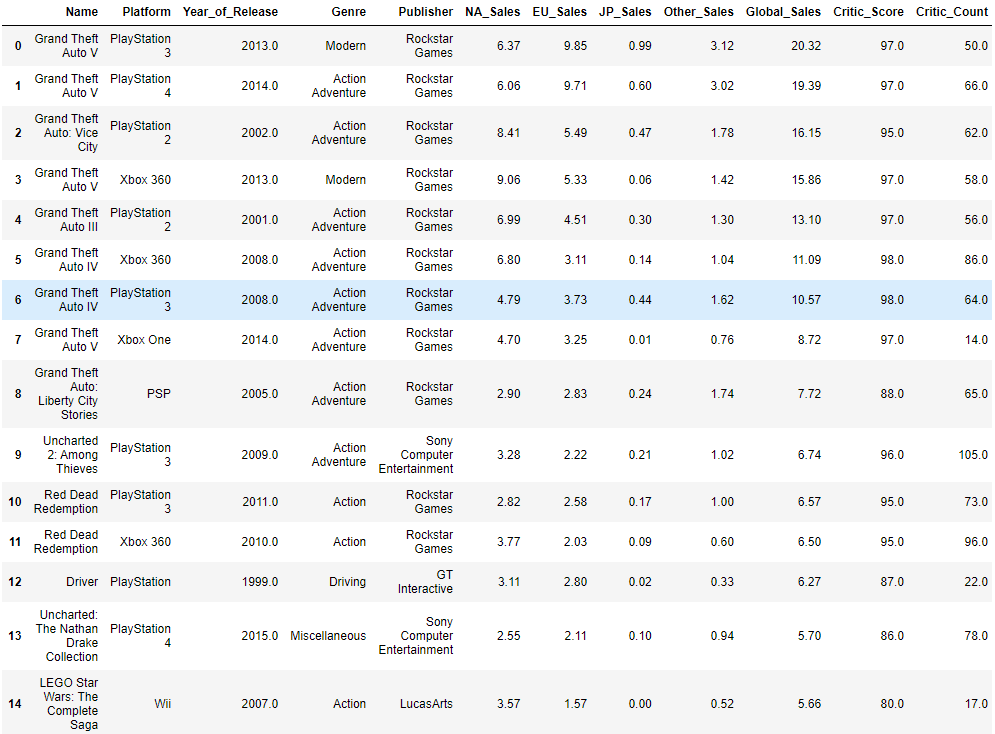 Name Platform Year_of_Release Genre Publisher NA_Sales EU_Sales JP_Sales Other_Sales Global_Sales Critic_Score Critic_Count
0 Grand Theft Auto V PlayStation 3 2013.0 Modern Rockstar Games 6.37 9.85 0.99 3.12 20.32 97.0 50.0
1 Grand Theft Auto V PlayStation 4 2014.0 Action Adventure Rockstar Games 6.06 9.71 0.60 3.02 19.39 97.0 66.0
2 Grand Theft Auto: Vice City PlayStation 2 2002.0 Action Adventure Rockstar Games 8.41 5.49 0.47 1.78 16.15 95.0 62.0
3 Grand Theft Auto V Xbox 360 2013.0 Modern Rockstar Games 9.06 5.33 0.06 1.42 15.86 97.0 58.0
4 Grand Theft Auto III PlayStation 2 2001.0 Action Adventure Rockstar Games 6.99 4.51 0.30 1.30 13.10 97.0 56.0
5 Grand Theft Auto IV Xbox 360 2008.0 Action Adventure Rockstar Games 6.80 3.11 0.14 1.04 11.09 98.0 86.0
6 Grand Theft Auto IV PlayStation 3 2008.0 Action Adventure Rockstar Games 4.79 3.73 0.44 1.62 10.57 98.0 64.0
7 Grand Theft Auto V Xbox One 2014.0 Action Adventure Rockstar Games 4.70 3.25 0.01 0.76 8.72 97.0 14.0
8 Grand Theft Auto: Liberty City Stories PSP 2005.0 Action Adventure Rockstar Games 2.90 2.83 0.24 1.74 7.72 88.0 65.0
9 Uncharted 2: Among Thieves PlayStation 3 2009.0 Action Adventure Sony Computer Entertainment 3.28 2.22 0.21 1.02 6.74 96.0 105.0
10 Red Dead Redemption PlayStation 3 2011.0 Action Rockstar Games 2.82 2.58 0.17 1.00 6.57 95.0 73.0
11 Red Dead Redemption Xbox 360 2010.0 Action Rockstar Games 3.77 2.03 0.09 0.60 6.50 95.0 96.0
12 Driver PlayStation 1999.0 Driving GT Interactive 3.11 2.80 0.02 0.33 6.27 87.0 22.0
13 Uncharted: The Nathan Drake Collection PlayStation 4 2015.0 Miscellaneous Sony Computer Entertainment 2.55 2.11 0.10 0.94 5.70 86.0 78.0
14 LEGO Star Wars: The Complete Saga Wii 2007.0 Action LucasArts 3.57 1.57 0.00 0.52 5.66 80.0 17.0